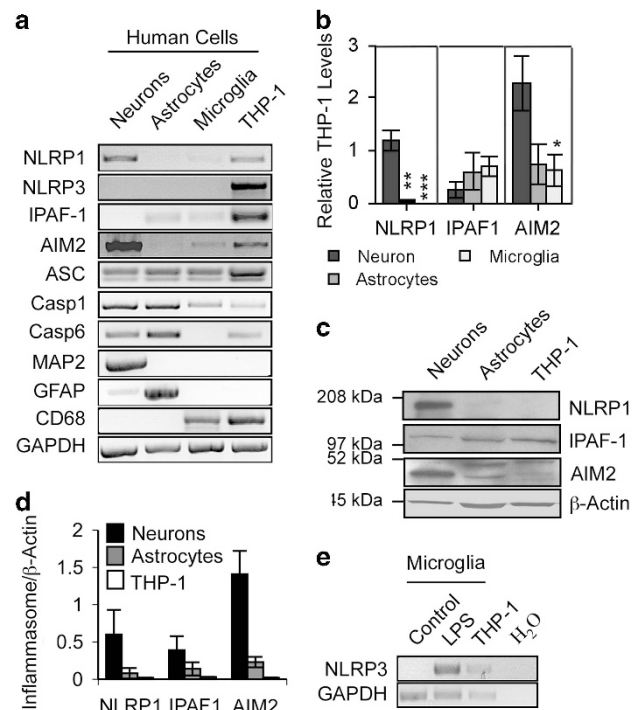 a
Human Cells
Neurons
Astrocytes
Microglia
THP-1
NLRP1
NLRP3
IPAF-1
AIM2
ASC
Casp1
Casp6
MAP2
GFAP
CD68
GAPDH
b
Relative THP-1 Levels
3
2
1
0
**
***
*
NLRP1 IPAF1 AIM2
Neuron
Microglia
Astrocytes
c
Neurons
Astrocytes
THP-1
208 kDa
NLRP1
IPAF-1
97 kDa
52 kDa
AIM2
45 kDa
β-Actin
d
Inflammasome/β-Actin
2
1.5
1
0.5
0
Neurons
Astrocytes
THP-1
NLRP1 IPAF1 AIM2
e
Microglia
Control
LPS
THP-1
H2O
NLRP3
GAPDH